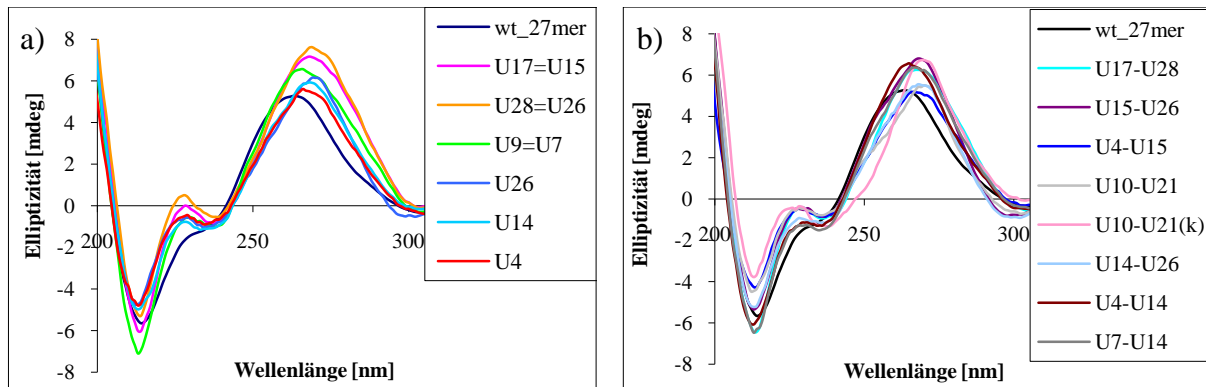 a)
Elliptizität [mdeg]
8
6
4
2
0
-2
-4
-6
-8
200
250
300
Wellenlänge [nm]
wt_27mer
U17=U15
U28=U26
U9=U7
U26
U14
U4
b)
Elliptizität [mdeg]
8
6
4
2
0
-2
-4
-6
-8
200
250
300
Wellenlänge [nm]
wt_27mer
U17-U28
U15-U26
U4-U15
U10-U21
U10-U21(k)
U14-U26
U4-U14
U7-U14